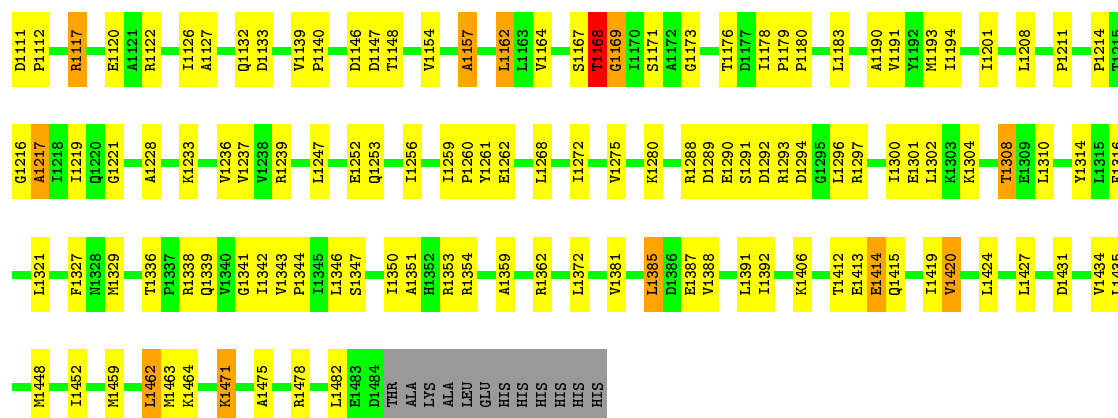 D1111 P1112 R1117 E1120 A1121 R1122 I1126 A1127 Q1132 D1133 V1139 P1140 D1146 D1147 T1148 V1154 A1157 L1162 L1163 V1164 S1167 T1168 G1169 I1170 S1171 A1172 G1173 T1176 D1177 I1178 P1179 P1180 L1183 A1190 V1191 Y1192 M1193 I1194 I1201 L1208 P1211 P1214 T1215
G1216 A1217 I1218 I1219 Q1220 G1221 A1228 K1233 V1236 V1237 V1238 R1239 L1247 E1252 Q1253 I1256 I1259 P1260 Y1261 E1262 L1268 I1272 V1275 K1280 R1288 D1289 E1290 S1291 D1292 R1293 D1294 G1295 L1296 R1297 I1300 E1301 L1302 K1303 K1304 T1308 E1309 L1310 Y1314 L1315
L1321 F1327 N1328 M1329 T1336 P1337 R1338 Q1339 V1340 G1341 I1342 V1343 P1344 I1345 L1346 S1347 I1350 A1351 H1352 R1353 R1354 A1359 R1362 L1372 V1381 L1385 D1386 E1387 V1388 L1391 I1392 K1406 T1412 E1413 E1414 Q1415 I1419 V1420 L1424 L1427 D1431 V1434 L1435
M1448 I1452 M1459 L1462 M1463 K1464 K1471 A1475 R1478 L1482 E1483 D1484 THR ALA LYS ALA LEU GLU HIS HIS HIS HIS HIS HIS